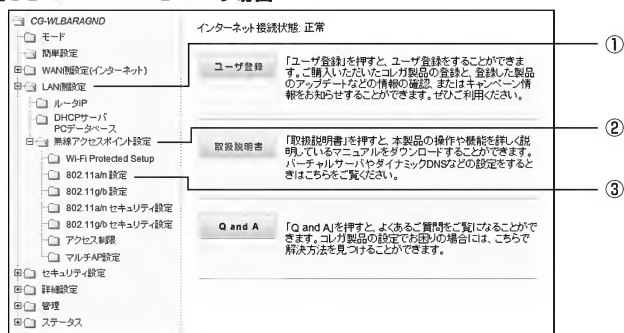 CG-WLBARAGND
モード
簡単設定
WAN側設定(インターネット)
LAN側設定
ルータIP
DHCPサーバ
PCデータベース
無線アクセスポイント設定
Wi-Fi Protected Setup
802.11a/n 設定
802.11g/b 設定
802.11a/n セキュリティ設定
802.11g/b セキュリティ設定
アクセス制限
マルチAP設定
セキュリティ設定
詳細設定
管理
ステータス
インターネット接続状態: 正常
ユーザ登録
「ユーザ登録」を押すと、ユーザ登録をすることができま
す。ご購入いただいたコレガ製品の登録と、登録した製品
のアップデートなどの情報の確認、またはキャンペーン情
報をお知らせすることができます。ぜひご利用ください。
取扱説明書
「取扱説明書」を押すと、本製品の操作や機能を詳しく説
明しているマニュアルをダウンロードすることができます。
バーチャルサーバやダイナミックDNSなどの設定をすると
きはこちらをご覧ください。
Q and A
「Q and A」を押すと、よくあるご質問をご覧になることがで
きます。コレガ製品の設定でお困りの場合には、こちらで
解決方法を見つけることができます。
①
②
③